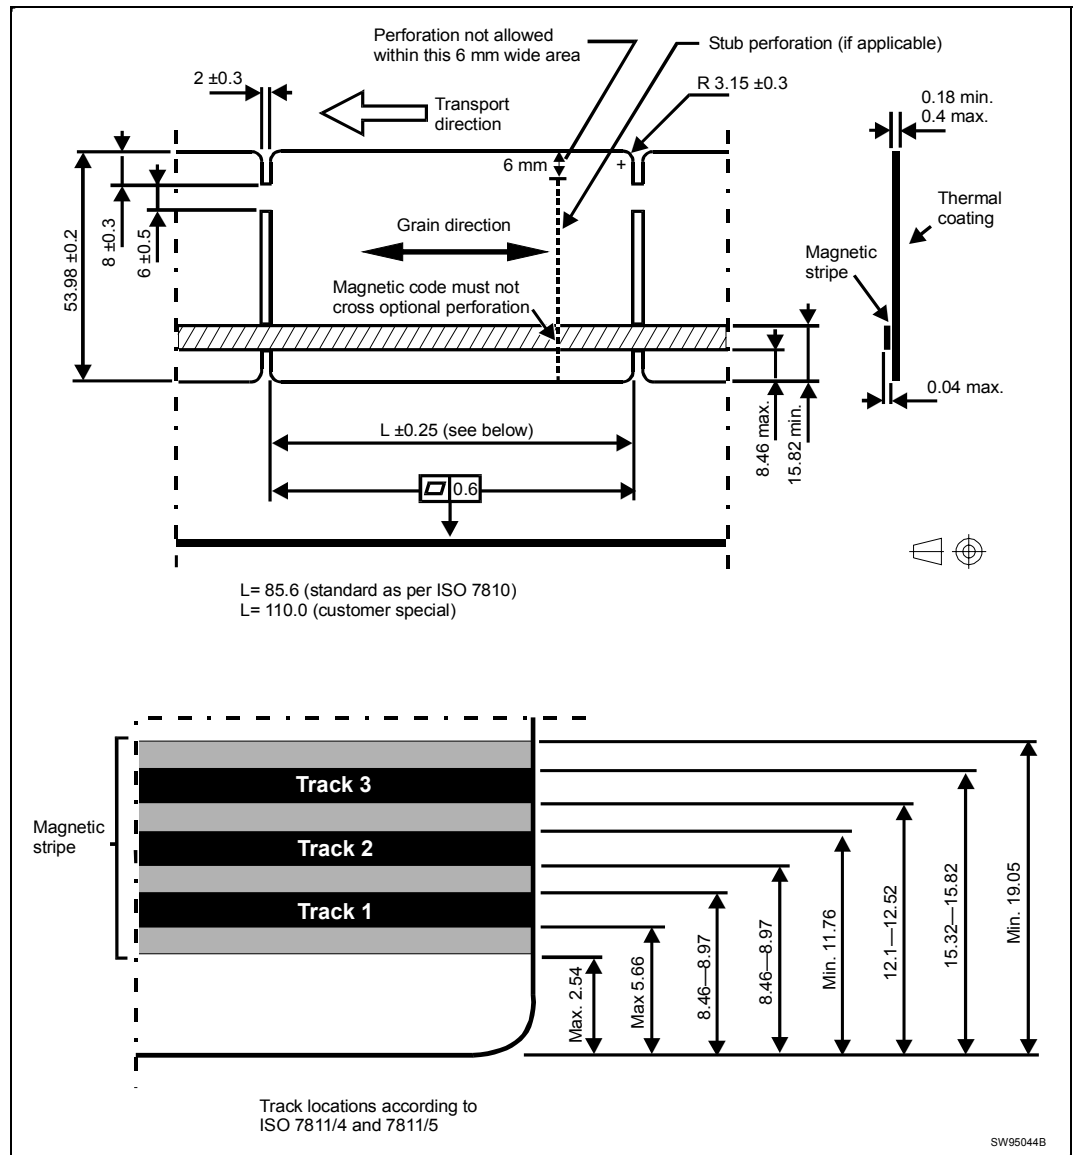 Perforation not allowed
within this 6 mm wide area
Stub perforation (if applicable)
2 ±0.3
Transport
direction
R 3.15 ±0.3
0.18 min.
0.4 max.
6 mm
+
53.98 ±0.2
8 ±0.3
6 ±0.5
Grain direction
Thermal
coating
Magnetic
stripe
Magnetic code must not
cross optional perforation
8.46 max.
15.82 min.
0.04 max.
L ±0.25 (see below)
0.6
L= 85.6 (standard as per ISO 7810)
L= 110.0 (customer special)
Magnetic
stripe
Track 3
Track 2
Track 1
Max. 2.54
Max 5.66
8.46—8.97
8.46—8.97
Min. 11.76
12.1—12.52
15.32—15.82
Min. 19.05
Track locations according to
ISO 7811/4 and 7811/5
SW95044B